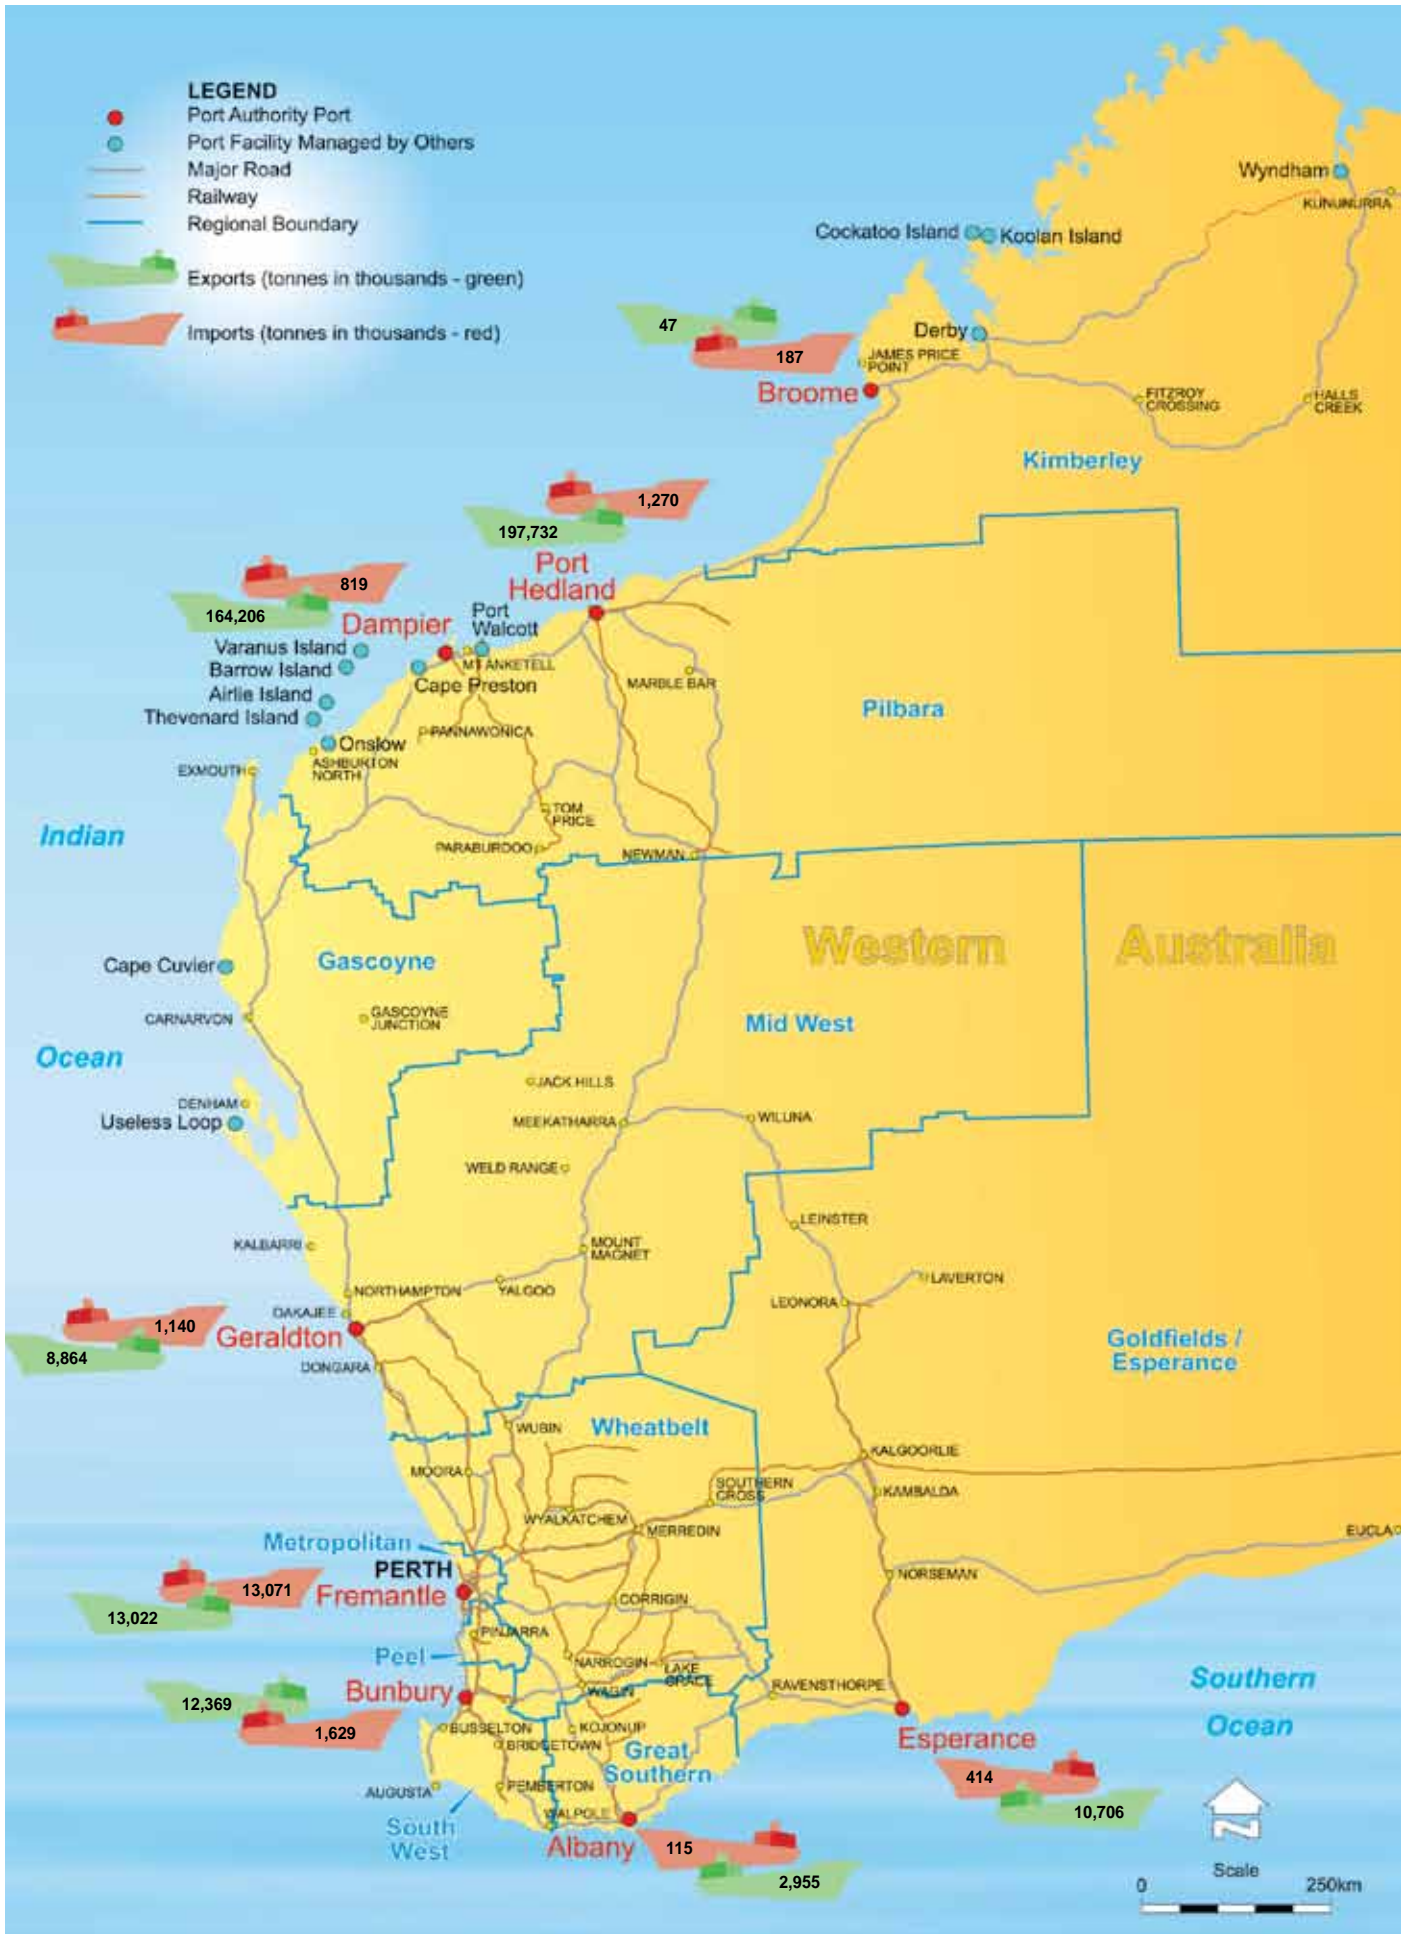 LEGEND
Port Authority Port
Port Facility Managed by Others
Major Road
Railway
Regional Boundary
Exports (tonnes in thousands - green)
Imports (tonnes in thousands - red)
Wyndham
KUNUNURRA
Cockatoo Island
Koolan Island
47
187
Derby
JAMES PRICE
POINT
Broome
FITZROY
CROSSING
HALLS
CREEK
Kimberley
1,270
197,732
Port
Hedland
819
164,206
Dampier
Port
Walcott
Varanus Island
Barrow Island
MT ANKETELL
Cape Preston
Airlie Island
Thevenard Island
MARBLE BAR
Pilbara
PANNAWONICA
Onslow
ASHBURTON
NORTH
EXMOUTH
TOM
PRICE
PARABURDOO
NEWMAN
Indian
Western Australia
Cape Cuvier
Gascoyne
CARNARVON
GASCOYNE
JUNCTION
Mid West
Ocean
JACK HILLS
DENHAM
Useless Loop
MEEKATHARRA
WILUNA
WELD RANGE
LEINSTER
KALBARRI
MOUNT
MAGNET
NORTHAMPTON
YALGOO
LAVERTON
LEONORA
OAKAJEE
1,140
8,864
Geraldton
DONGARA
Goldfields /
Esperance
WUBIN
Wheatbelt
KALGOORLIE
MOORA
SOUTHERN
CROSS
KAMBALDA
WYALKATCHEM
MERREDIN
EUCLA
Metropolitan
PERTH
Fremantle
13,071
13,022
NORSEMAN
CORRIGIN
PINJARRA
Peel
NARROGIN
LAKE
GRACE
WAGIN
RAVENSTHORPE
Bunbury
12,369
1,629
BUSSELTON
KOJONUP
BRIDGETOWN
Great
Southern
AUGUSTA
PEMBERTON
South
West
WALPOLE
Albany
115
2,955
Esperance
414
10,706
Southern
Ocean
N
Scale
0
250km